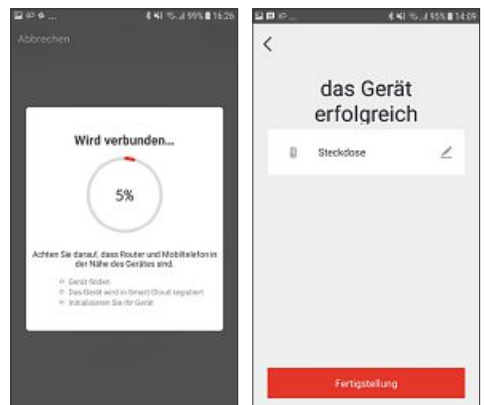 99% 16:26
Abbrechen
Wird verbunden...
5%
Achten Sie darauf, dass Router und Mobiltelefon in
der Nähe des Gerätes sind.
Gerät finden
Das Gerät wird in Smart Cloud registriert
Initialisieren Sie Ihr Gerät
95% 14:09
das Gerät
erfolgreich
Steckdose
Fertigstellung